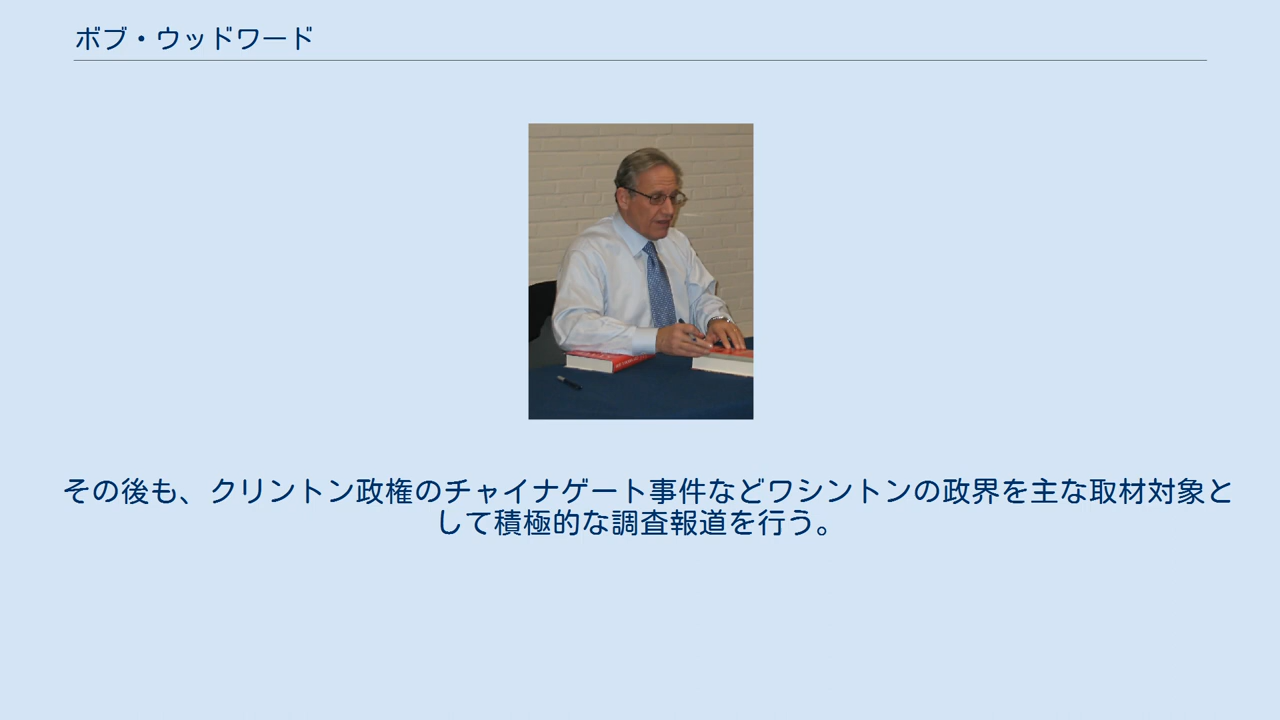 ボブ・ウッドワード
その後も、クリントン政権のチャイナゲート事件などワシントンの政界を主な取材対象と
して積極的な調査報道を行う。